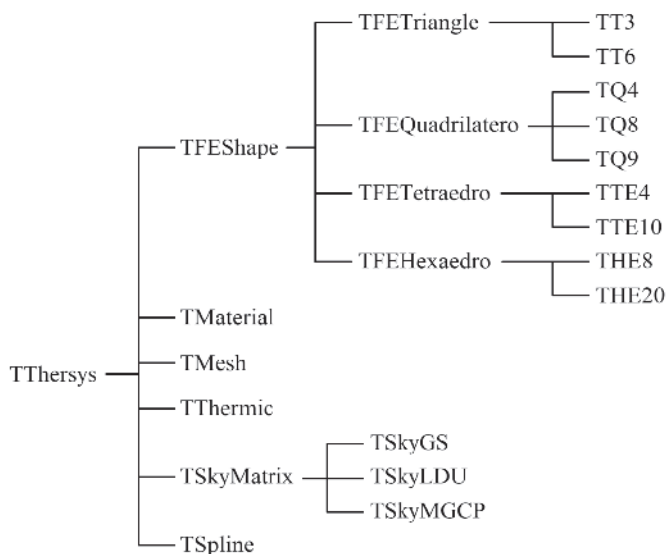 TThersys
TFEShape
TFETriangle
TT3
TT6
TFEQuadrilatero
TQ4
TQ8
TQ9
TFETetraedro
TTE4
TTE10
TFEHexaedro
THE8
THE20
TMaterial
TMesh
TThermic
TSkyMatrix
TSkyGS
TSkyLDU
TSkyMGCP
TSpline